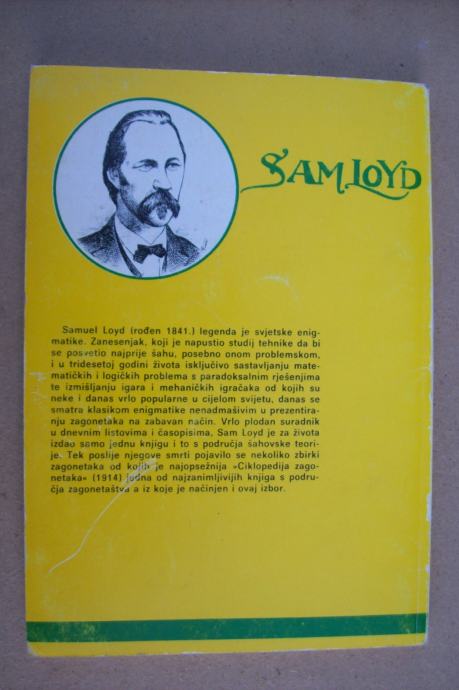 SAM LOYD
Samuel Loyd (rođen 1841.) legenda je svjetske enig-
matike. Zanesenjak, koji je napustio studij tehnike da bi
se posvetio najprije šahu, posebno onom problemskom,
i u tridesetoj godini života isključivo sastavljanju mate-
matičkih i logičkih problema s paradoksalnim rješenjima
te izmišljanju igara i mehaničkih igračaka od kojih su
neke i danas vrlo popularne u cijelom svijetu, danas se
smatra klasikom enigmatike nenadmašivim u prezentira-
nju zagonetaka na zabavan način. Vrlo plodan suradnik
u dnevnim listovima i časopisima, Sam Loyd je za života
izdao samo jednu knjigu i to s područja šahovske teori-
je. Tek poslije njegove smrti pojavilo se nekoliko zbirki
zagonetaka od kojih je najopsežnija »Ciklopedija zago-
netaka« (1914) jedna od najzanimljivijih knjiga s podru-
čja zagonetaštva a iz koje je načinjen i ovaj izbor.